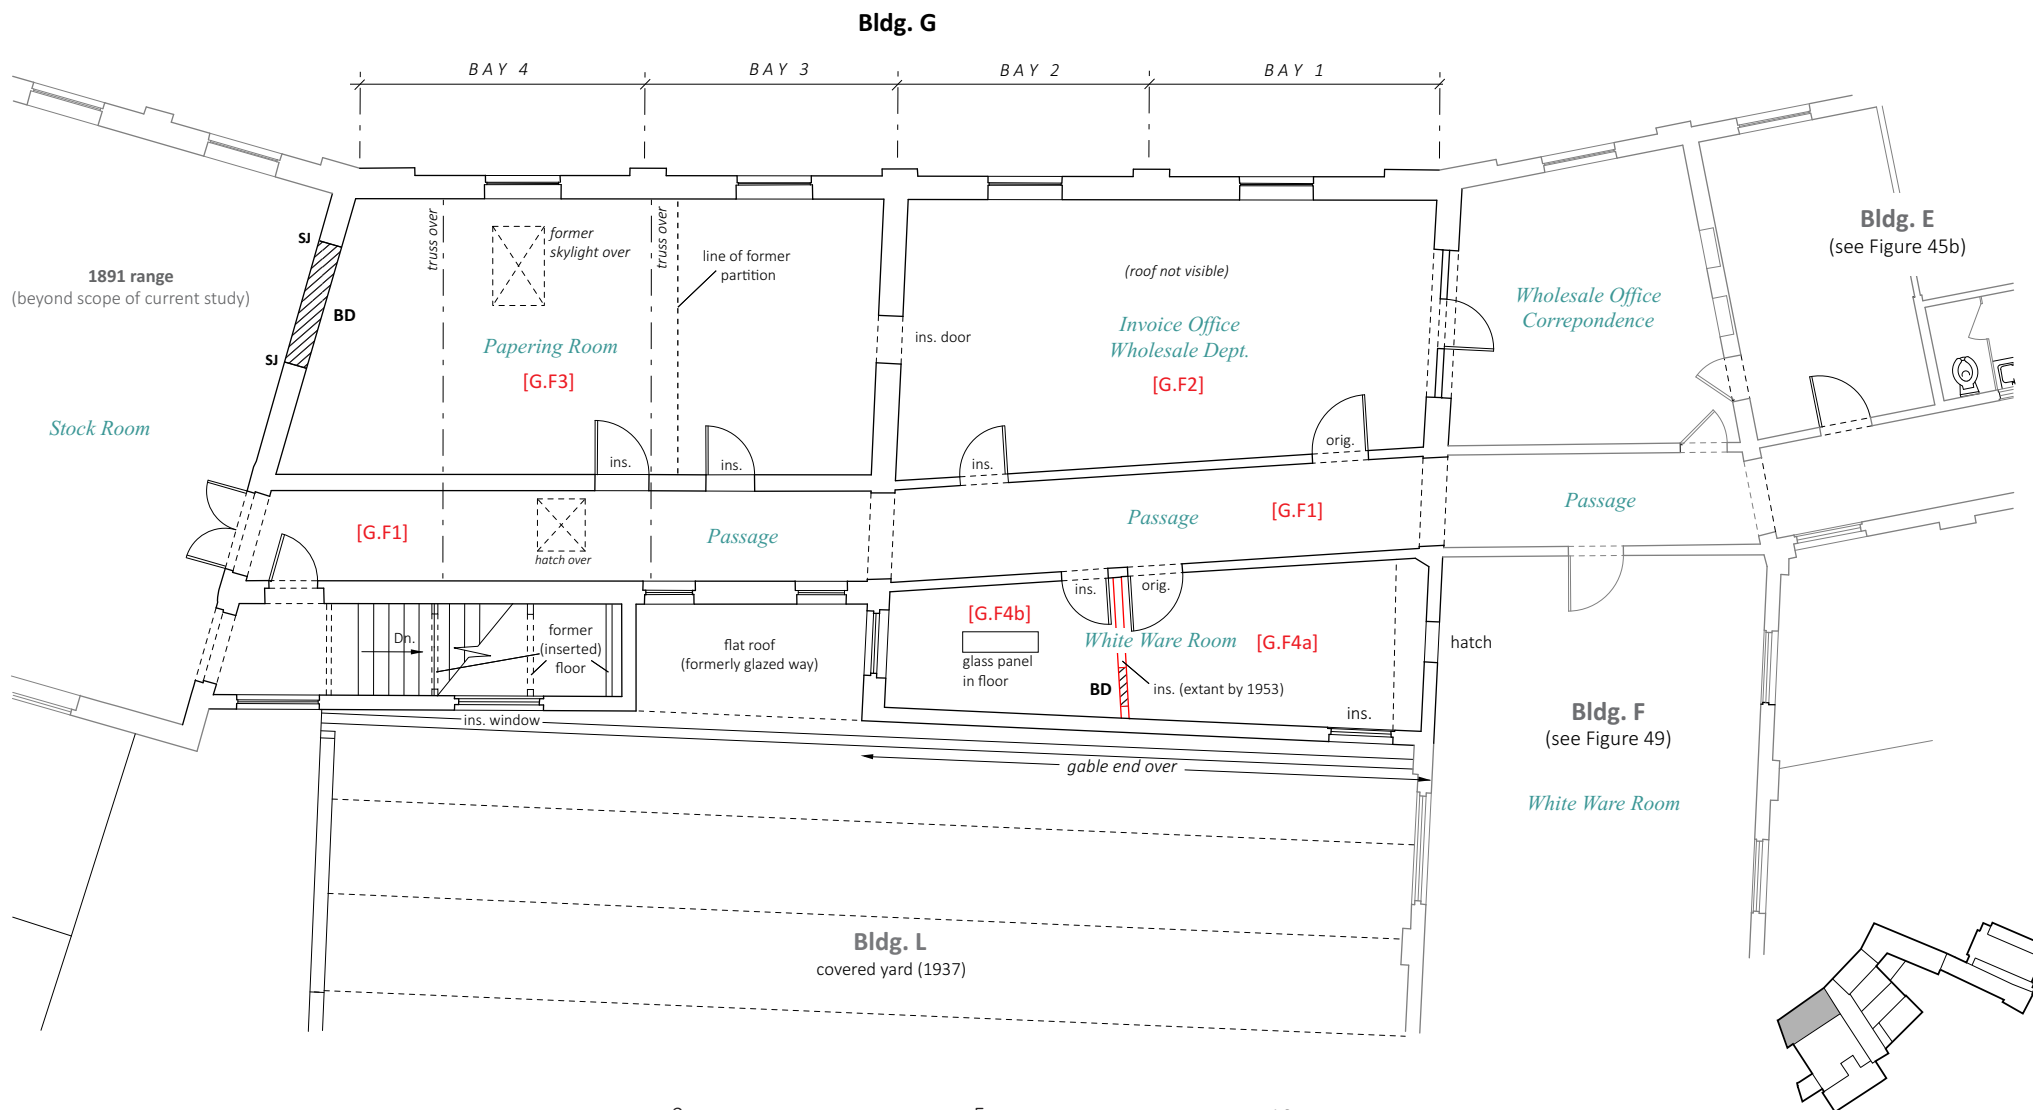 Bldg. G
BAY 4
BAY 3
BAY 2
BAY 1
Bldg. E
(see Figure 45b)
1891 range
(beyond scope of current study)
SJ
BD
SJ
Stock Room
truss over
former
skylight over
truss over
line of former
partition
Papering Room
[G.F3]
ins.
ins.
ins. door
(roof not visible)
Invoice Office
Wholesale Dept.
[G.F2]
ins.
orig.
Wholesale Office
Correpondence
[G.F1]
hatch over
Passage
Passage
[G.F1]
Passage
Dn.
former
(inserted)
floor
ins. window
flat roof
(formerly glazed way)
[G.F4b]
glass panel
in floor
ins.
orig.
White Ware Room
[G.F4a]
BD
ins. (extant by 1953)
ins.
hatch
gable end over
Bldg. F
(see Figure 49)
White Ware Room
Bldg. L
covered yard (1937)